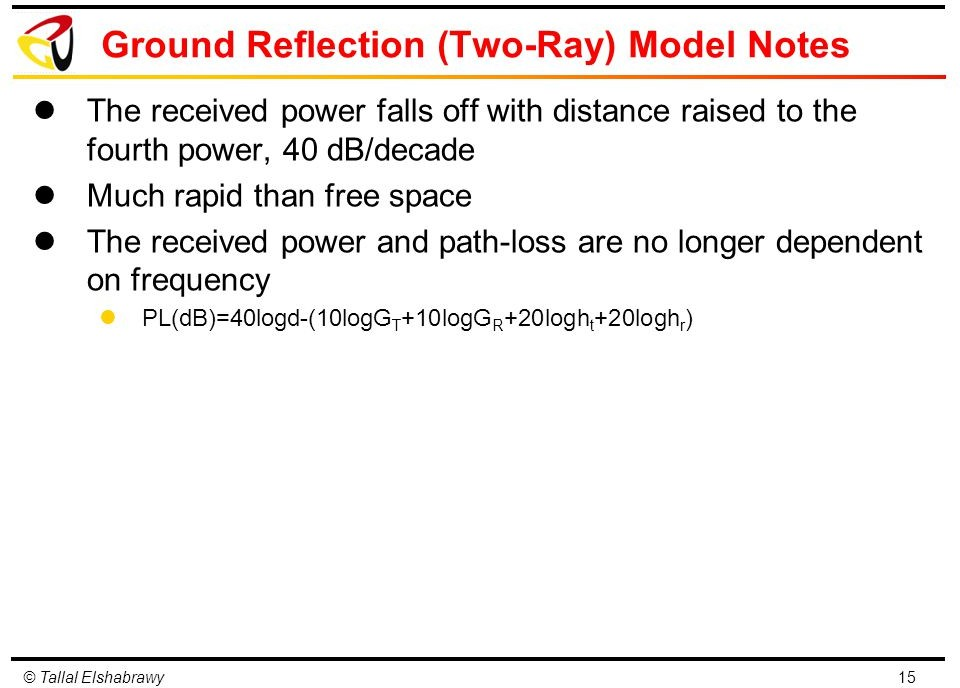 Ground Reflection (Two-Ray) Model Notes
The received power falls off with distance raised to the
fourth power, 40 dB/decade
Much rapid than free space
The received power and path-loss are no longer dependent
on frequency
PL(dB)=40logd-(10logG_T+10logG_R+20logh_t+20logh_r)
© Tallal Elshabrawy
15